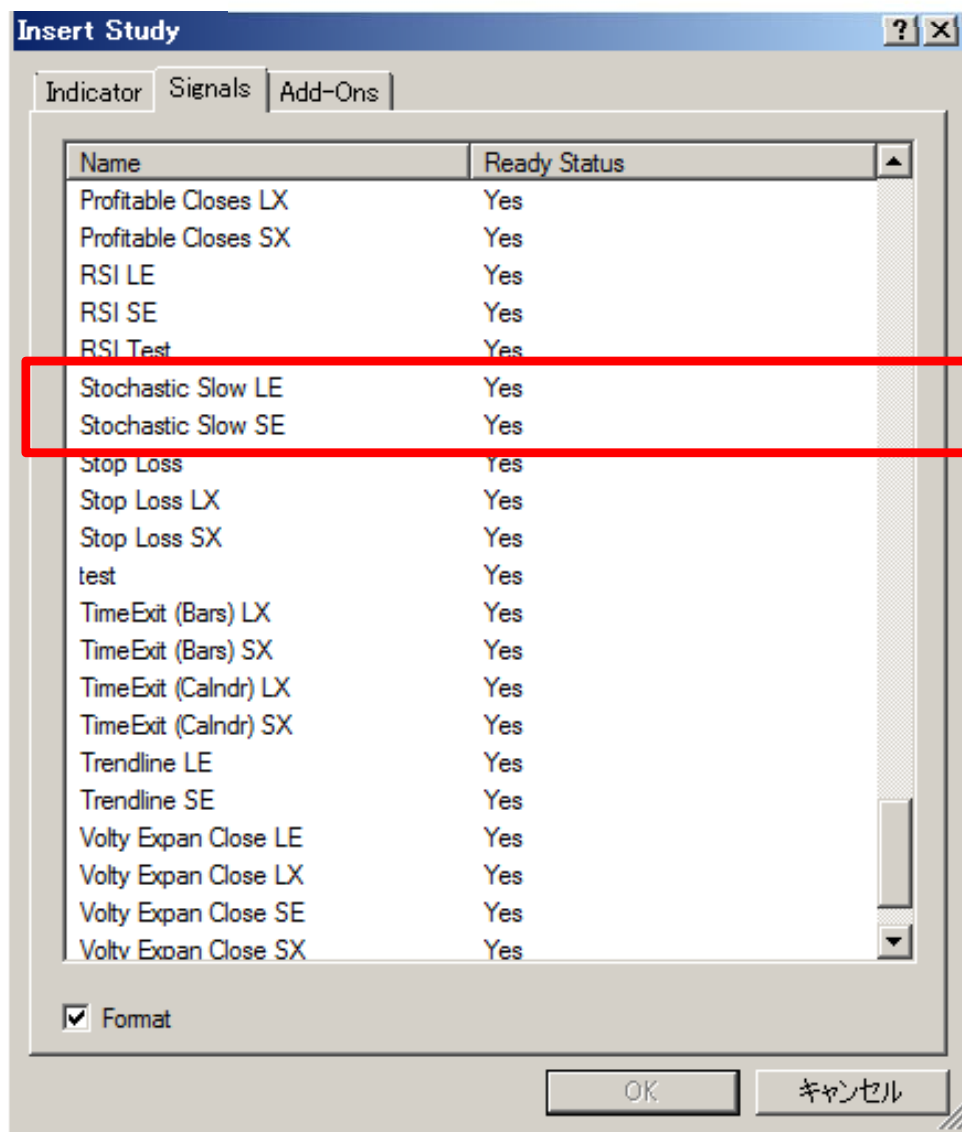 Insert Study
Indicator Signals Add-Ons
Name Ready Status
Profitable Closes LX Yes
Profitable Closes SX Yes
RSI LE Yes
RSI SE Yes
RSI Test Yes
Stochastic Slow LE Yes
Stochastic Slow SE Yes
Stop Loss Yes
Stop Loss LX Yes
Stop Loss SX Yes
test Yes
TimeExit (Bars) LX Yes
TimeExit (Bars) SX Yes
TimeExit (Calndr) LX Yes
TimeExit (Calndr) SX Yes
Trendline LE Yes
Trendline SE Yes
Volty Expan Close LE Yes
Volty Expan Close LX Yes
Volty Expan Close SE Yes
Volty Expan Close SX Yes
Format
OK キャンセル